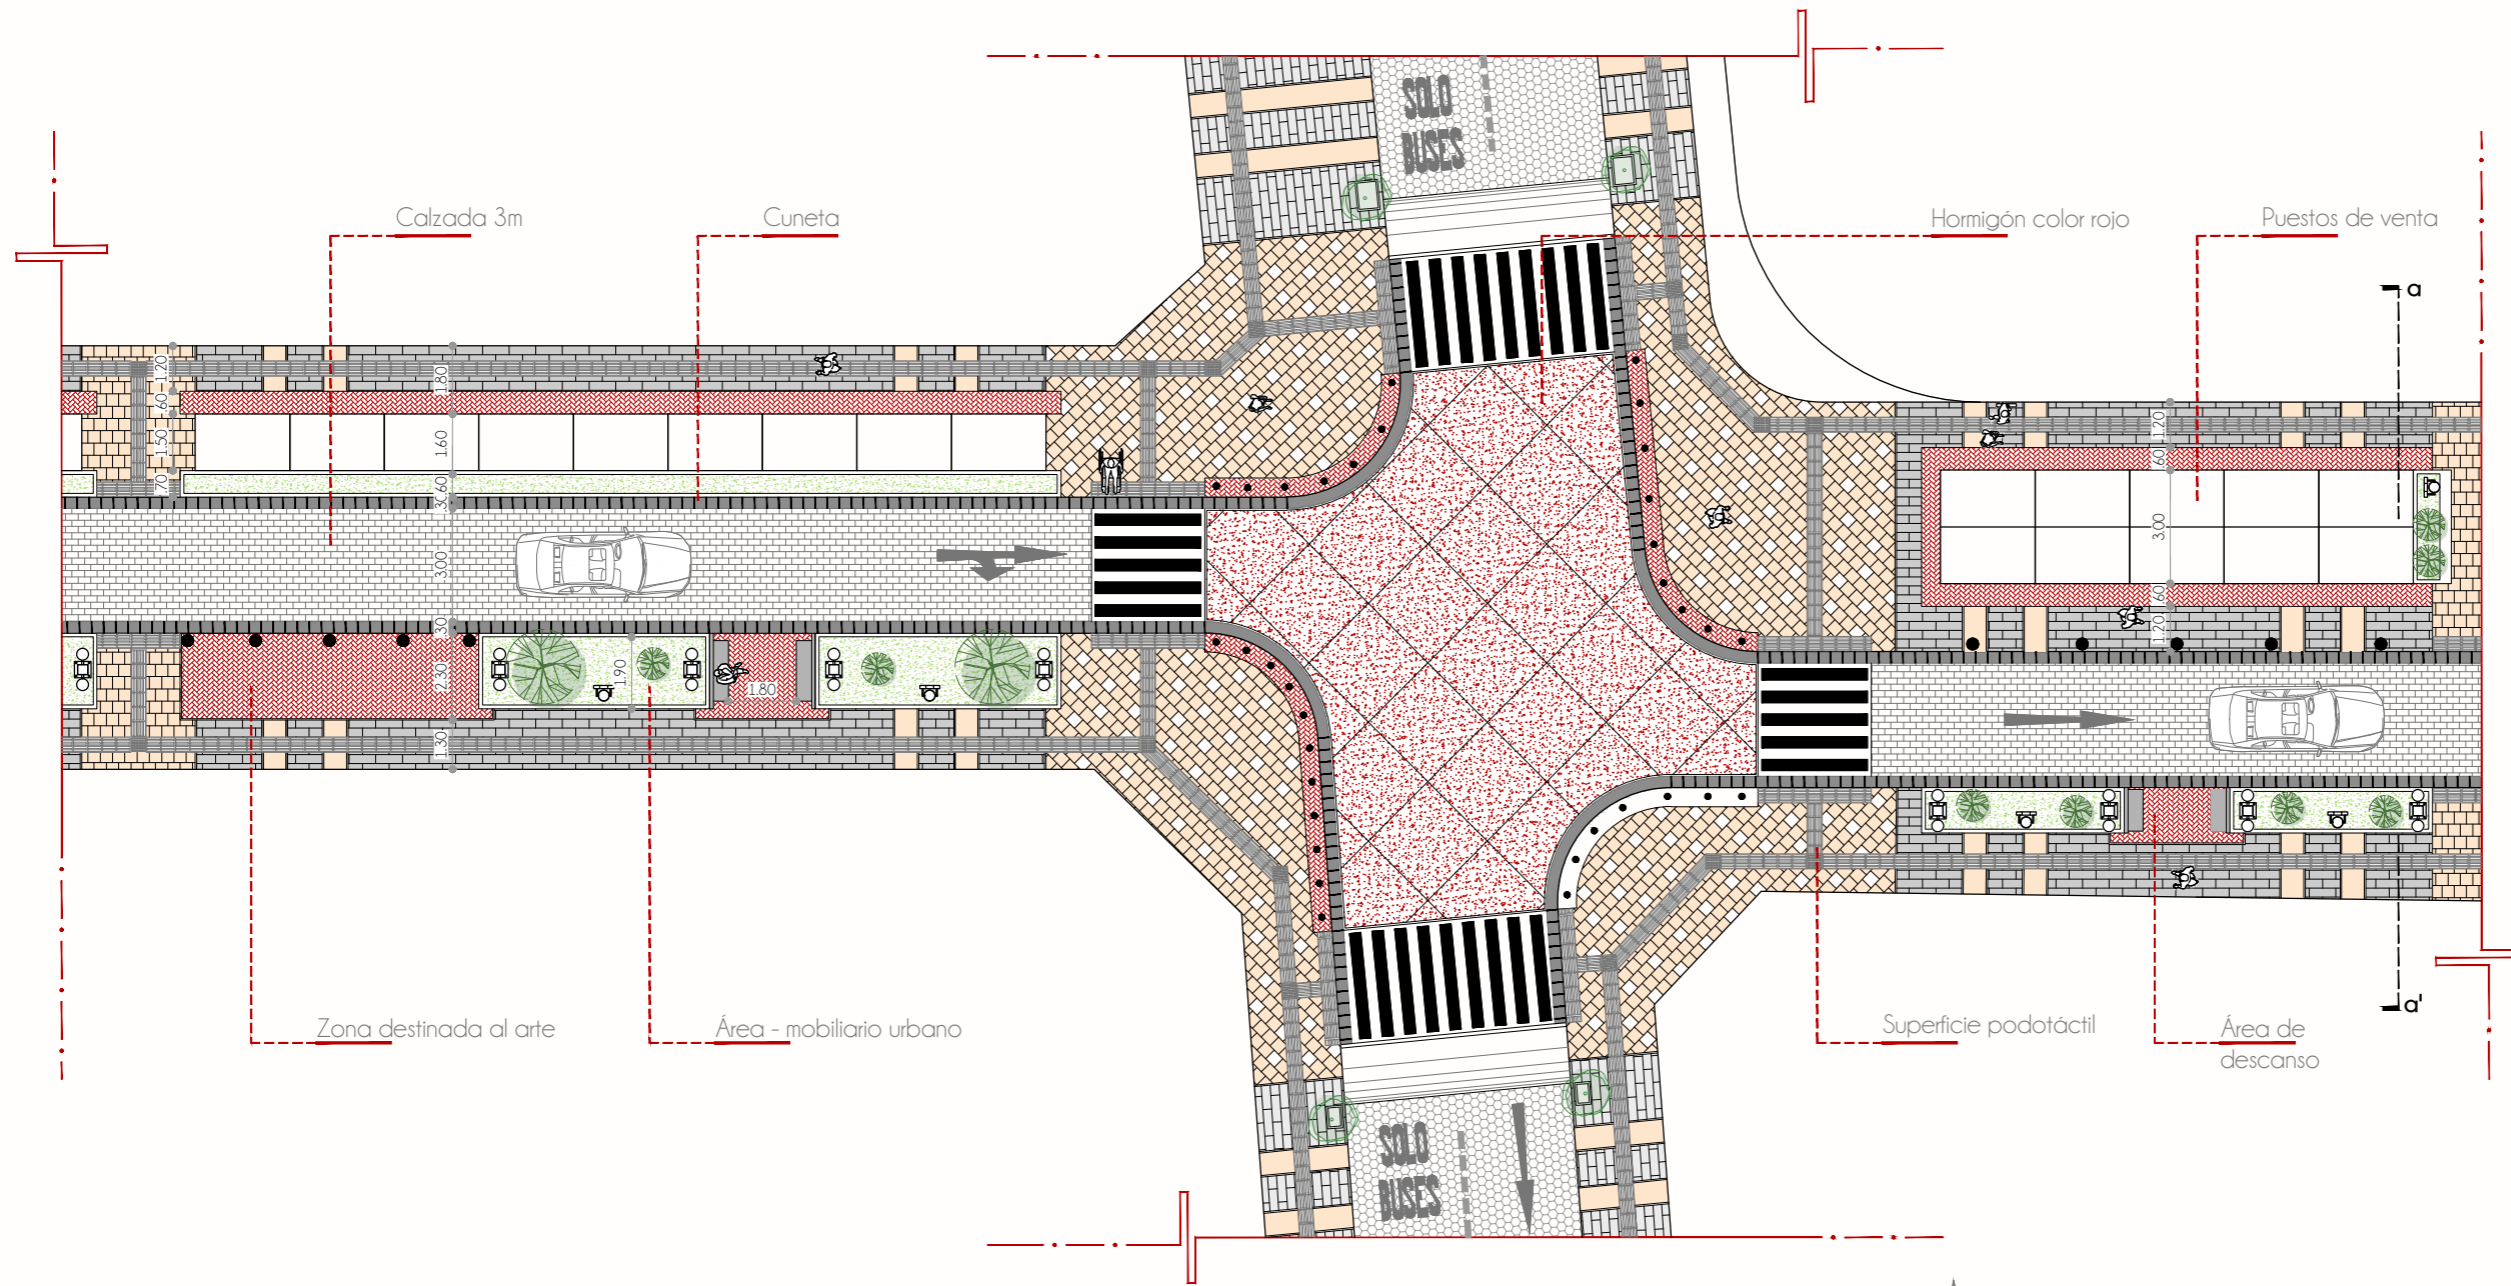 SOLO
BUSES
Calzada 3m
Cuneta
Hormigón color rojo
Puestos de venta
a
1.20
1.80
.60
1.50
1.60
.70
.60
.30
3.00
.30
2.30
1.90
1.80
1.30
1.20
.60
3.00
.60
1.20
a'
Zona destinada al arte
Área - mobiliario urbano
Superficie podotáctil
Área de
descanso
SOLO
BUSES